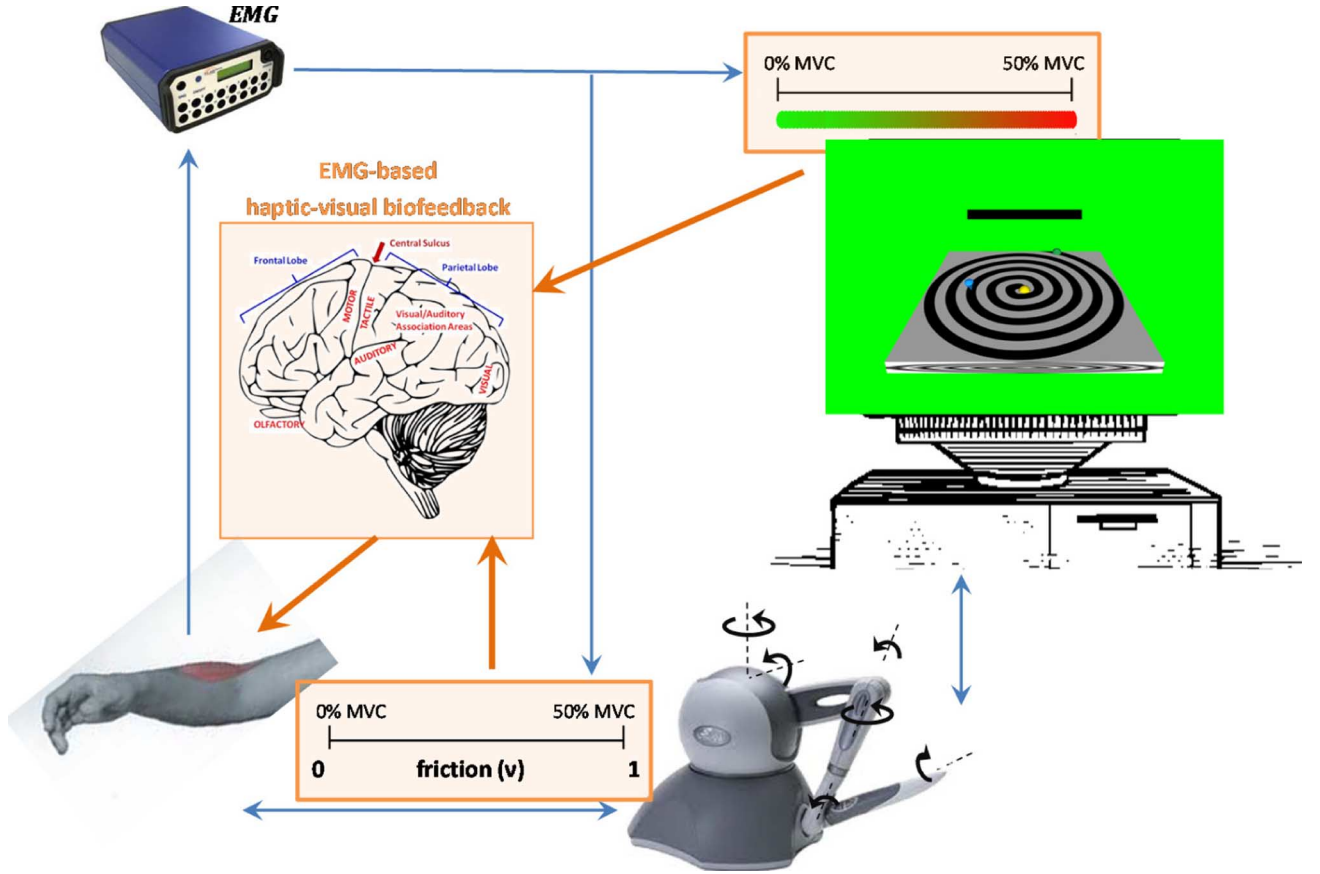 EMG
0% MVC 50% MVC
EMG-based
haptic-visual biofeedback
Central Sulcus
Frontal Lobe
Parietal Lobe
MOTOR
TACTILE
Visual/Auditory
Association Areas
AUDITORY
VISUAL
OLFACTORY
0% MVC 50% MVC
0 friction (v) 1